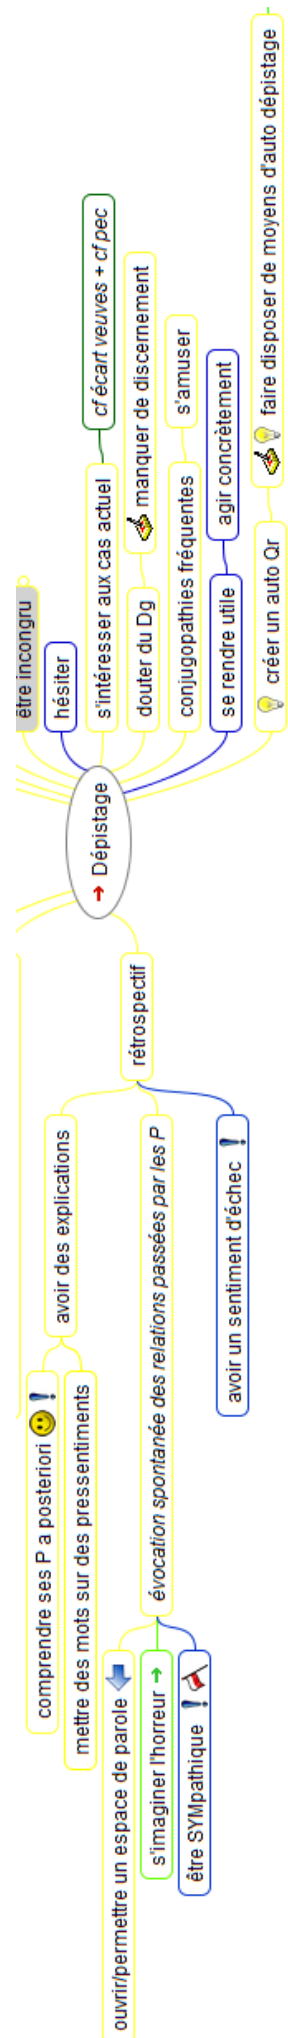 être incongru
hésiter
s'intéresser aux cas actuel
cf écart veuves + cf pec
douter du Dg
manquer de discernement
conjugopathies fréquentes
s'amuser
se rendre utile
agir concrètement
créer un auto Qr
faire disposer de moyens d'auto dépistage
Dépistage
rétrospectif
avoir des explications
comprendre ses P a posteriori
mettre des mots sur des pressentiments
évocation spontanée des relations passées par les P
ouvrir/permettre un espace de parole
s'imaginer l'horreur
être SYMpathique
avoir un sentiment d'échec